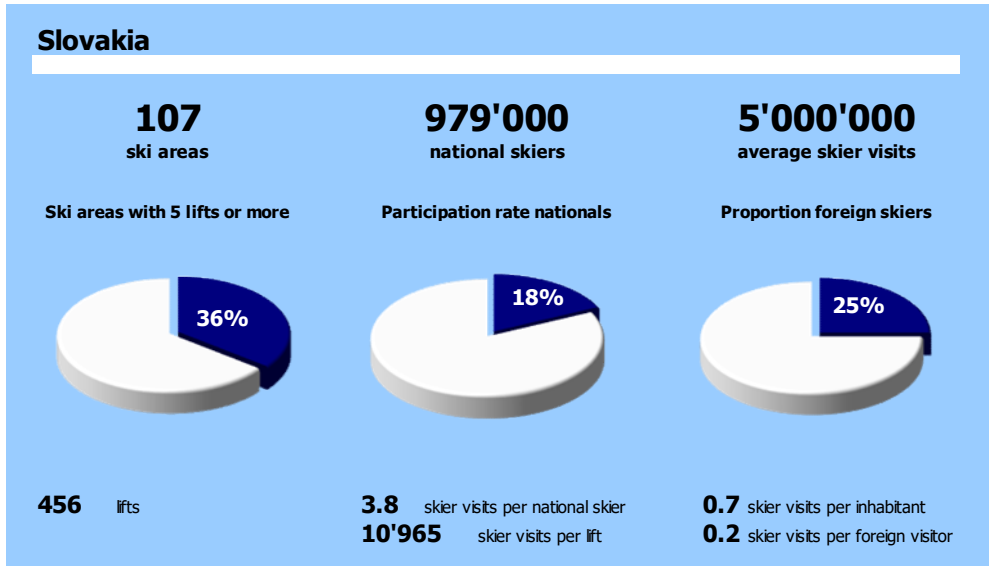 Slovakia
107
ski areas
979'000
national skiers
5'000'000
average skier visits
Ski areas with 5 lifts or more
Participation rate nationals
Proportion foreign skiers
36%
18%
25%
456 lifts
3.8 skier visits per national skier
10'965 skier visits per lift
0.7 skier visits per inhabitant
0.2 skier visits per foreign visitor